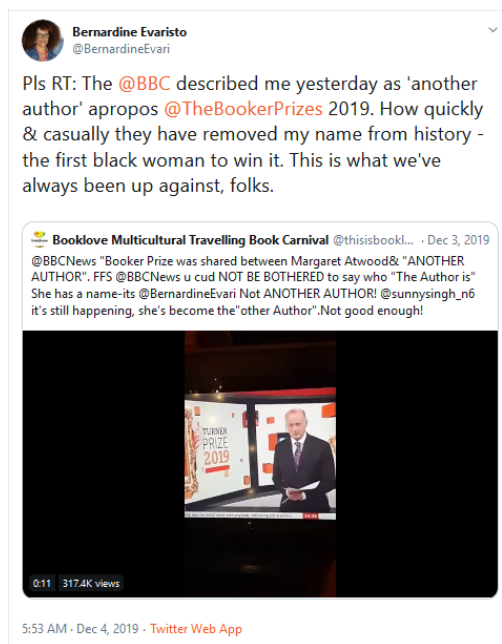 Bernardine Evaristo
@BernardineEvari
Pls RT: The @BBC described me yesterday as 'another
author' apropos @TheBookerPrizes 2019. How quickly
& casually they have removed my name from history -
the first black woman to win it. This is what we've
always been up against, folks.
Booklove Multicultural Travelling Book Carnival @thisisbookl... · Dec 3, 2019
@BBCNews "Booker Prize was shared between Margaret Atwood& "ANOTHER
AUTHOR". FFS @BBCNews u cud NOT BE BOTHERED to say who "The Author is"
She has a name-its @BernardineEvari Not ANOTHER AUTHOR! @sunnysingh_n6
it's still happening, she's become the"other Author".Not good enough!
TURNER
PRIZE
2019
0:11 317.4K views
5:53 AM · Dec 4, 2019 · Twitter Web App